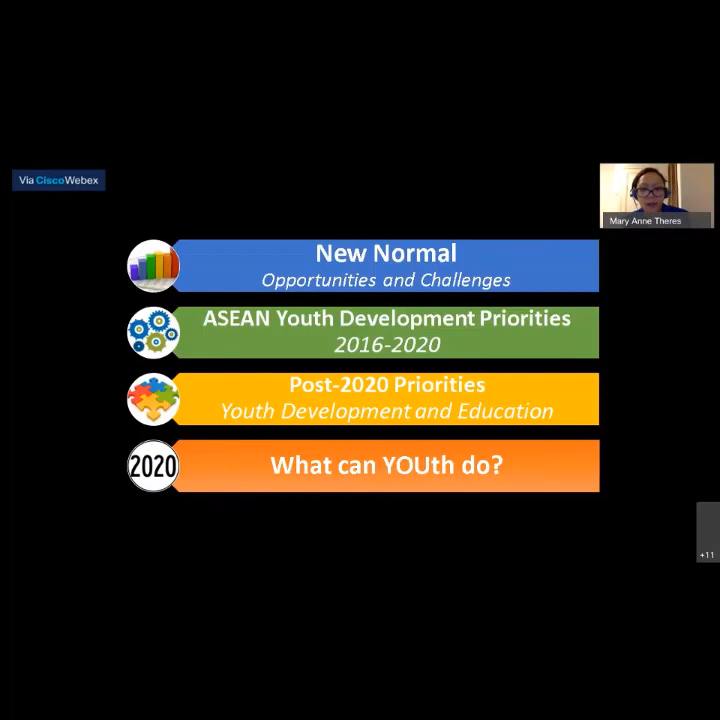 Via CiscoWebex
Mary Anne Theres
New Normal
Opportunities and Challenges
ASEAN Youth Development Priorities
2016-2020
Post-2020 Priorities
Youth Development and Education
2020
What can YOUth do?
+11